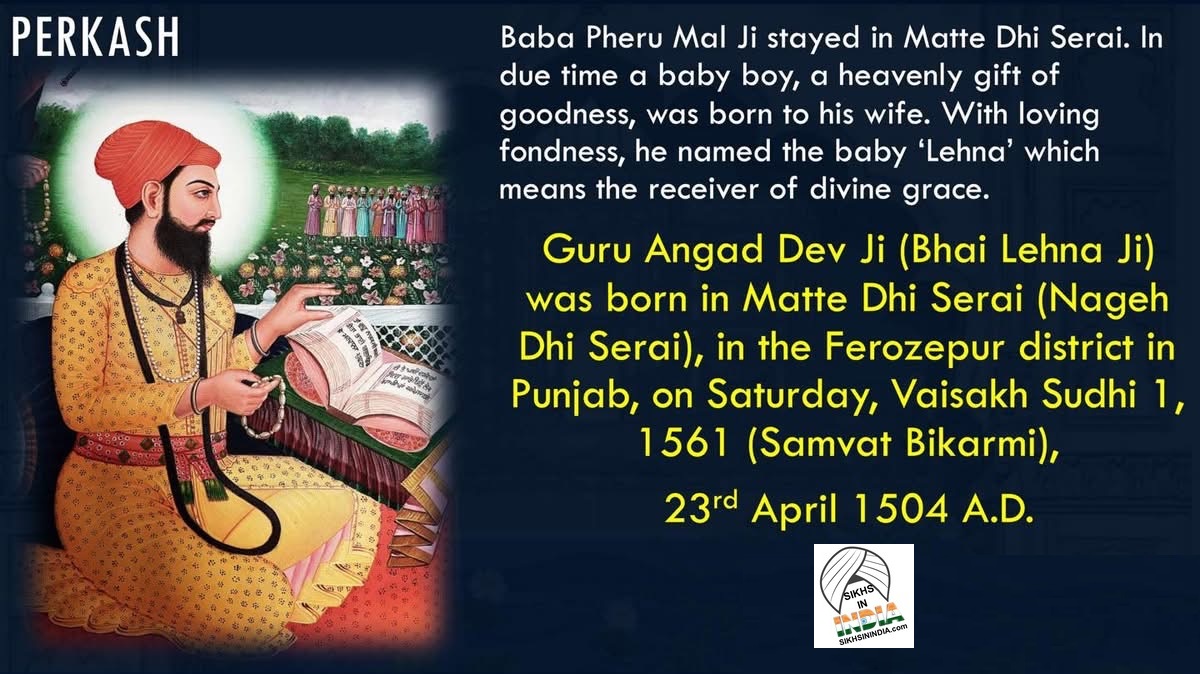 PERKASH
Baba Pheru Mal Ji stayed in Matte Dhi Serai. In
due time a baby boy, a heavenly gift of
goodness, was born to his wife. With loving
fondness, he named the baby ‘Lehna’ which
means the receiver of divine grace.
Guru Angad Dev Ji (Bhai Lehna Ji)
was born in Matte Dhi Serai (Nageh
Dhi Serai), in the Ferozepur district in
Punjab, on Saturday, Vaisakh Sudhi 1,
1561 (Samvat Bikarmi),
23rd April 1504 A.D.
SIKHS
IN
INDIA
SIKHSININDIA.com